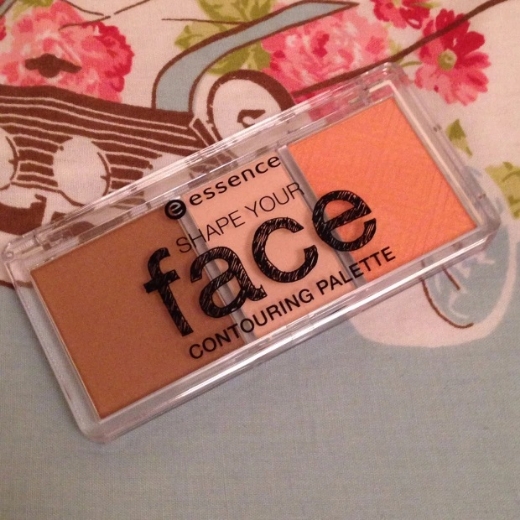 essence
SHAPE YOUR
face
CONTOURING PALETTE